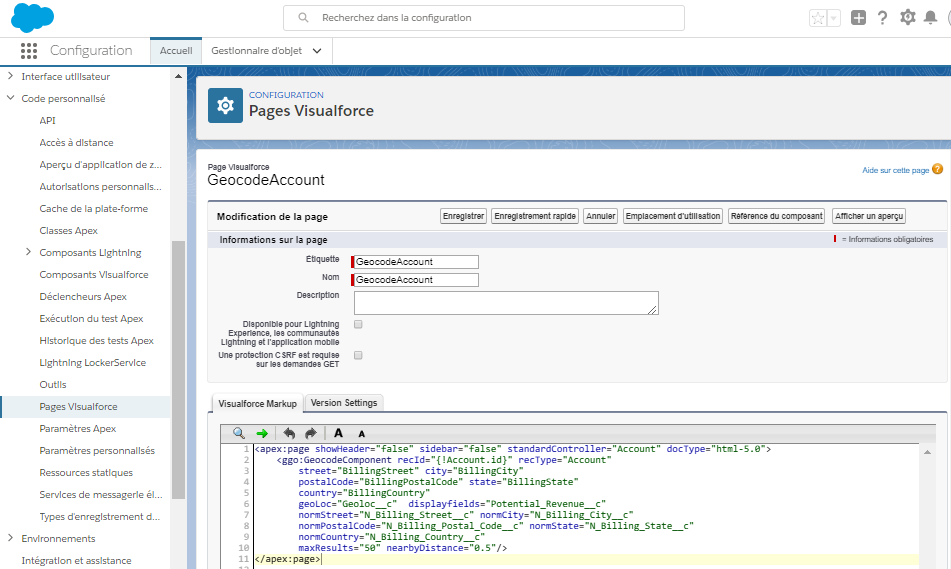 Recherchez dans la configuration
Configuration
Accueil
Gestionnaire d'objet
Interface utilisateur
Code personnalisé
API
Accès à distance
Aperçu d'application de z...
Autorisations personnalis...
Cache de la plate-forme
Classes Apex
Composants Lightning
Composants Visualforce
Déclencheurs Apex
Exécution du test Apex
Historique des tests Apex
Lightning LockerService
Outils
Pages Visualforce
Paramètres Apex
Paramètres personnalisés
Ressources statiques
Services de messagerie él...
Types d'enregistrement d...
Environnements
Intégration et assistance
CONFIGURATION
Pages Visualforce
Page Visualforce
GeocodeAccount
Aide sur cette page
Modification de la page
Enregistrer
Enregistrement rapide
Annuler
Emplacement d'utilisation
Référence du composant
Afficher un aperçu
Informations sur la page
= Informations obligatoires
Étiquette
GeocodeAccount
Nom
GeocodeAccount
Description
Disponible pour Lightning
Experience, les communautés
Lightning et l'application mobile
Une protection CSRF est requise
sur les demandes GET
Visualforce Markup
Version Settings
A
A
1 <apex:page showHeader="false" sidebar="false" standardController="Account" docType="html-5.0">
2 <ggo:GeocodeComponent recId="{!Account.id}" recType="Account"
3 street="BillingStreet" city="BillingCity"
4 postalCode="BillingPostalCode" state="BillingState"
5 country="BillingCountry"
6 geoLoc="Geoloc__c" displayfields="Potential_Revenue__c"
7 normStreet="N_Billing_Street__c" normCity="N_Billing_City__c"
8 normPostalCode="N_Billing_Postal_Code__c" normState="N_Billing_State__c"
9 normCountry="N_Billing_Country__c"
10 maxResults="50" nearbyDistance="0.5"/>
11 </apex:page>